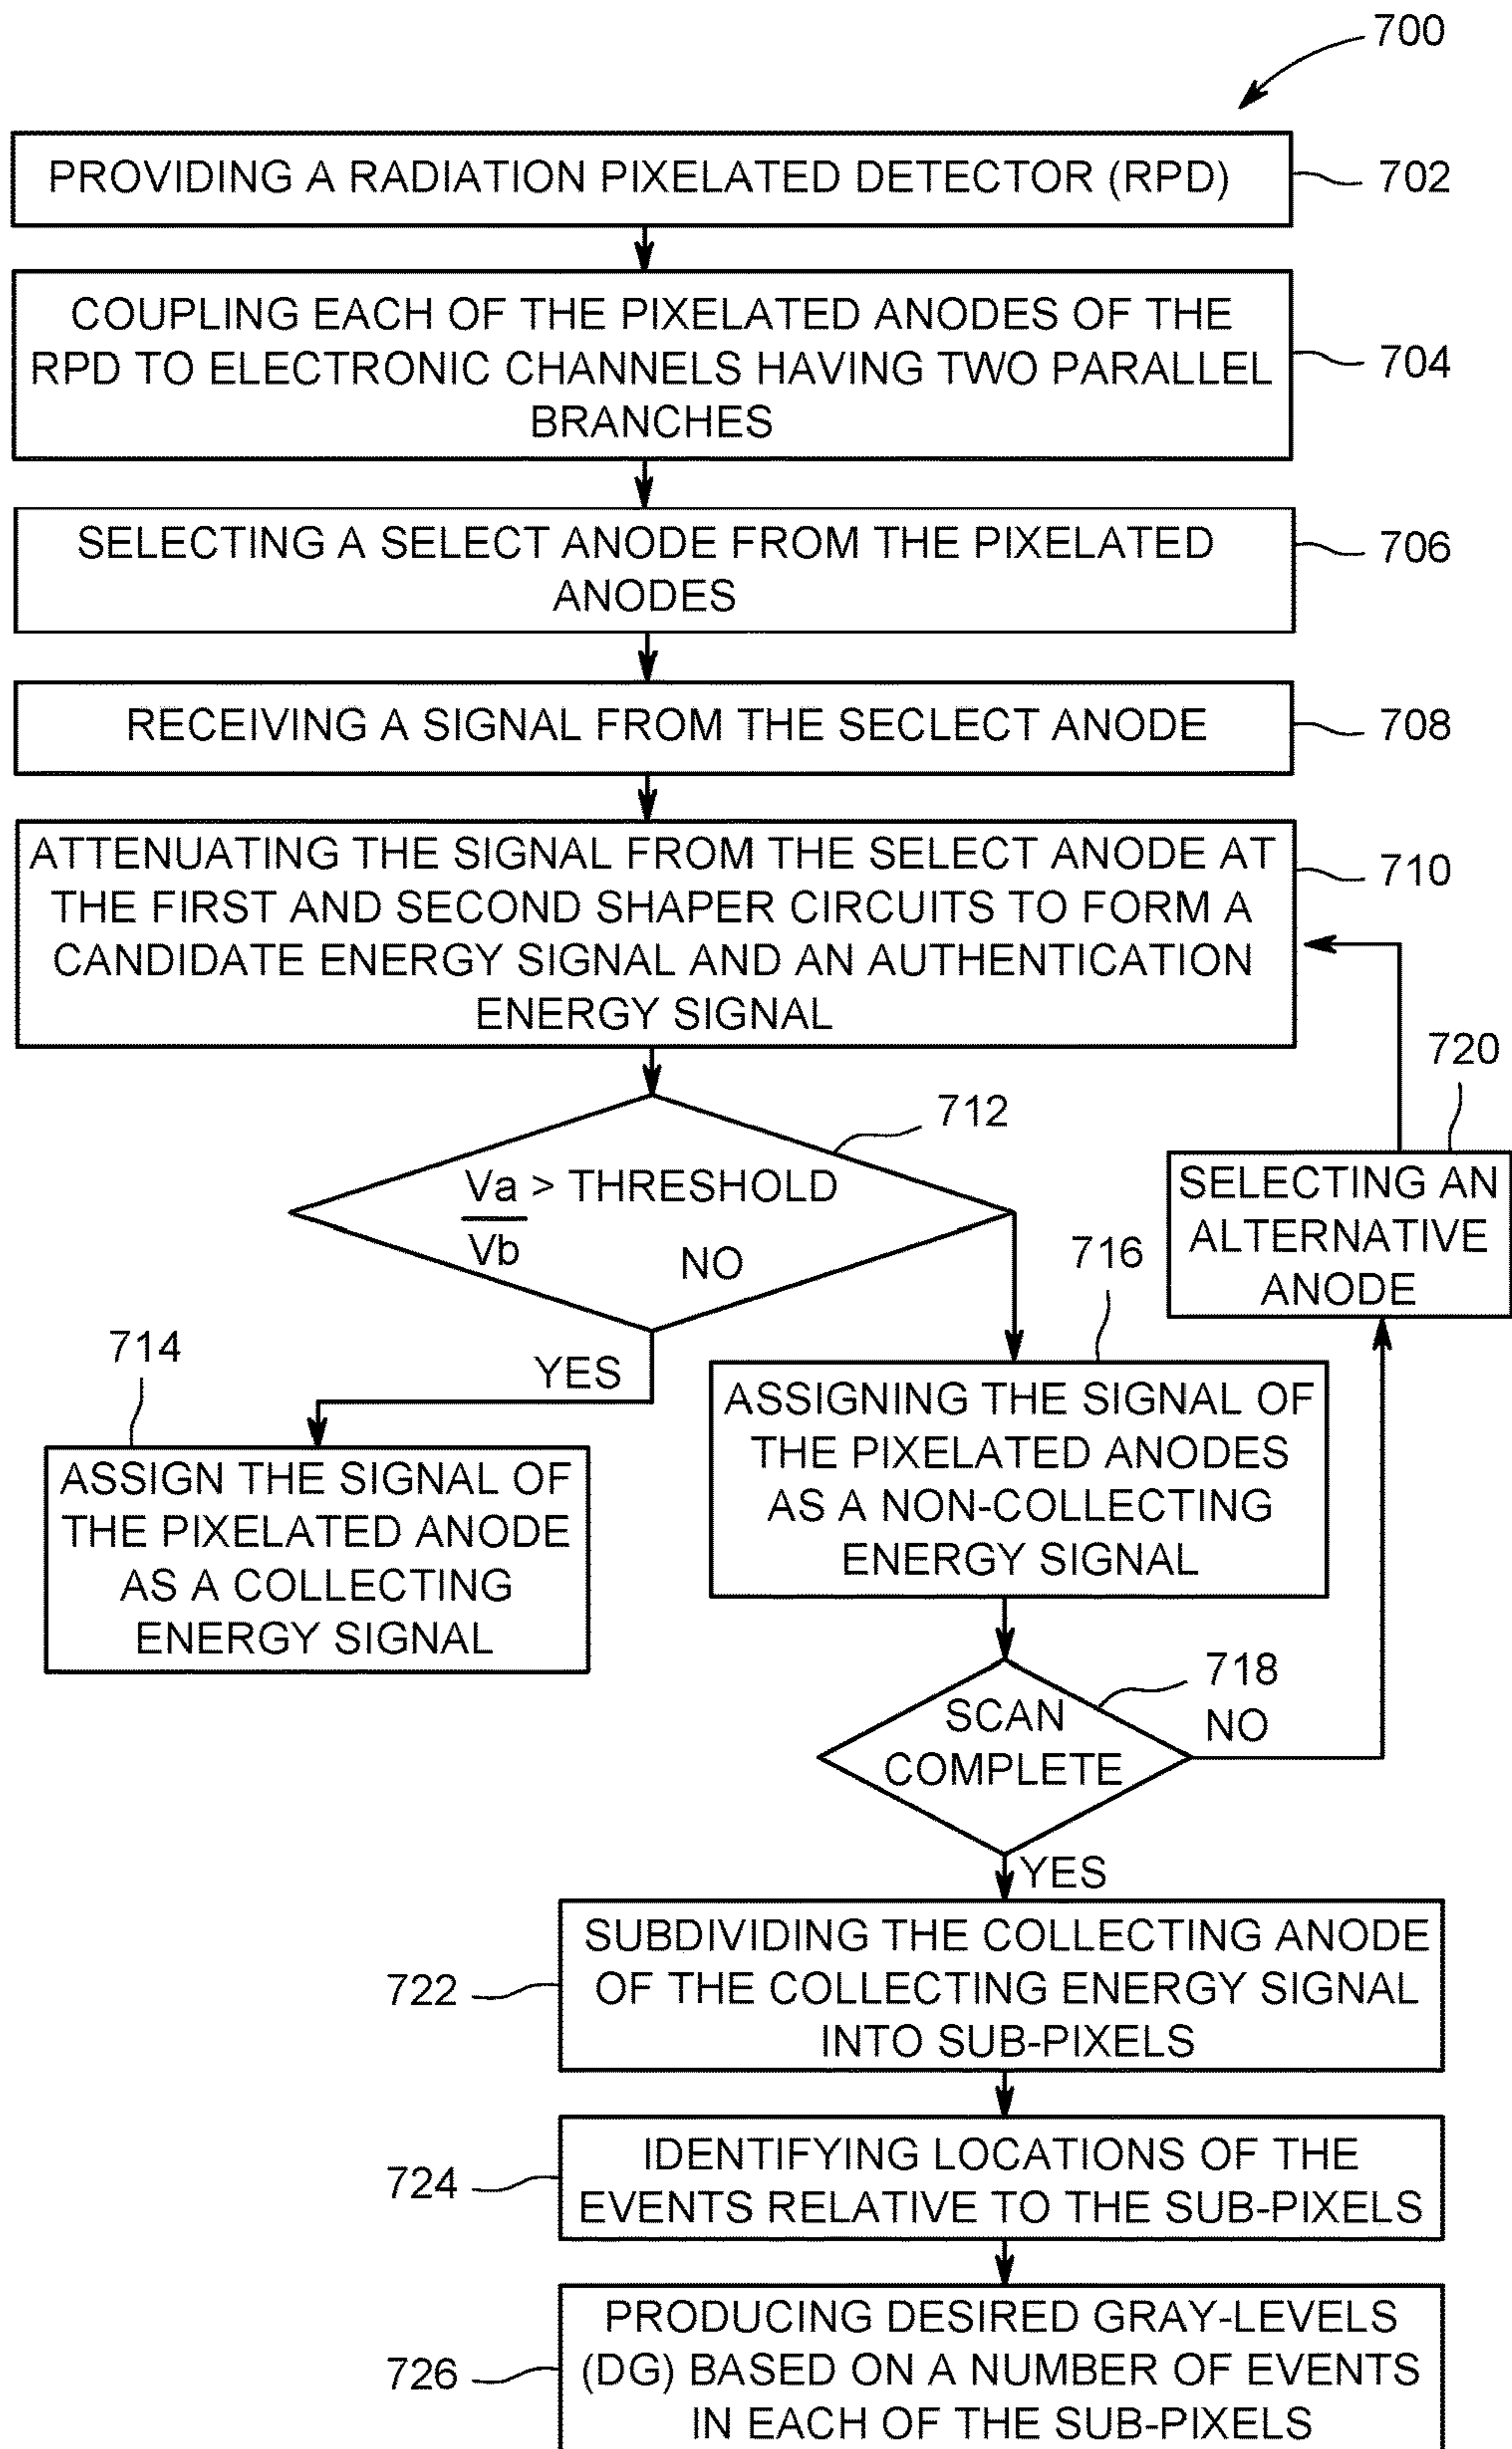 700
PROVIDING A RADIATION PIXELATED DETECTOR (RPD)
702
COUPLING EACH OF THE PIXELATED ANODES OF THE
RPD TO ELECTRONIC CHANNELS HAVING TWO PARALLEL
BRANCHES
704
SELECTING A SELECT ANODE FROM THE PIXELATED
ANODES
706
RECEIVING A SIGNAL FROM THE SECLECT ANODE
708
ATTENUATING THE SIGNAL FROM THE SELECT ANODE AT
THE FIRST AND SECOND SHAPER CIRCUITS TO FORM A
CANDIDATE ENERGY SIGNAL AND AN AUTHENTICATION
ENERGY SIGNAL
710
712
Va > THRESHOLD
Vb
NO
YES
714
ASSIGN THE SIGNAL OF
THE PIXELATED ANODE
AS A COLLECTING
ENERGY SIGNAL
716
ASSIGNING THE SIGNAL OF
THE PIXELATED ANODES
AS A NON-COLLECTING
ENERGY SIGNAL
720
SELECTING AN
ALTERNATIVE
ANODE
718
SCAN
COMPLETE
NO
YES
SUBDIVIDING THE COLLECTING ANODE
OF THE COLLECTING ENERGY SIGNAL
INTO SUB-PIXELS
722
IDENTIFYING LOCATIONS OF THE
EVENTS RELATIVE TO THE SUB-PIXELS
724
PRODUCING DESIRED GRAY-LEVELS
(DG) BASED ON A NUMBER OF EVENTS
IN EACH OF THE SUB-PIXELS
726